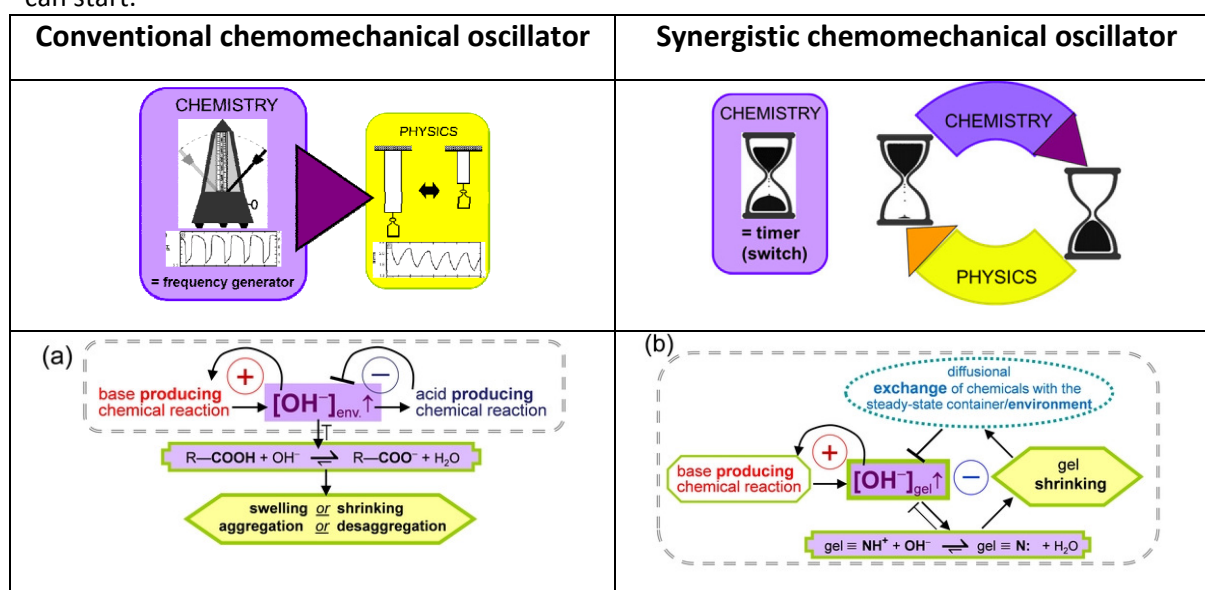 can start.
Conventional chemomechanical oscillator
Synergistic chemomechanical oscillator
CHEMISTRY
= frequency generator
PHYSICS
CHEMISTRY
= timer
(switch)
CHEMISTRY
PHYSICS
(a)
base producing
chemical reaction
+
[OH⁻]env.↑
−
acid producing
chemical reaction
R—COOH + OH⁻ ⇌ R—COO⁻ + H₂O
swelling or shrinking
aggregation or desaggregation
(b)
diffusional
exchange of chemicals with the
steady-state container/environment
base producing
chemical reaction
+
[OH⁻]gel↑
−
gel
shrinking
gel ≡ NH⁺ + OH⁻ ⇌ gel ≡ N: + H₂O